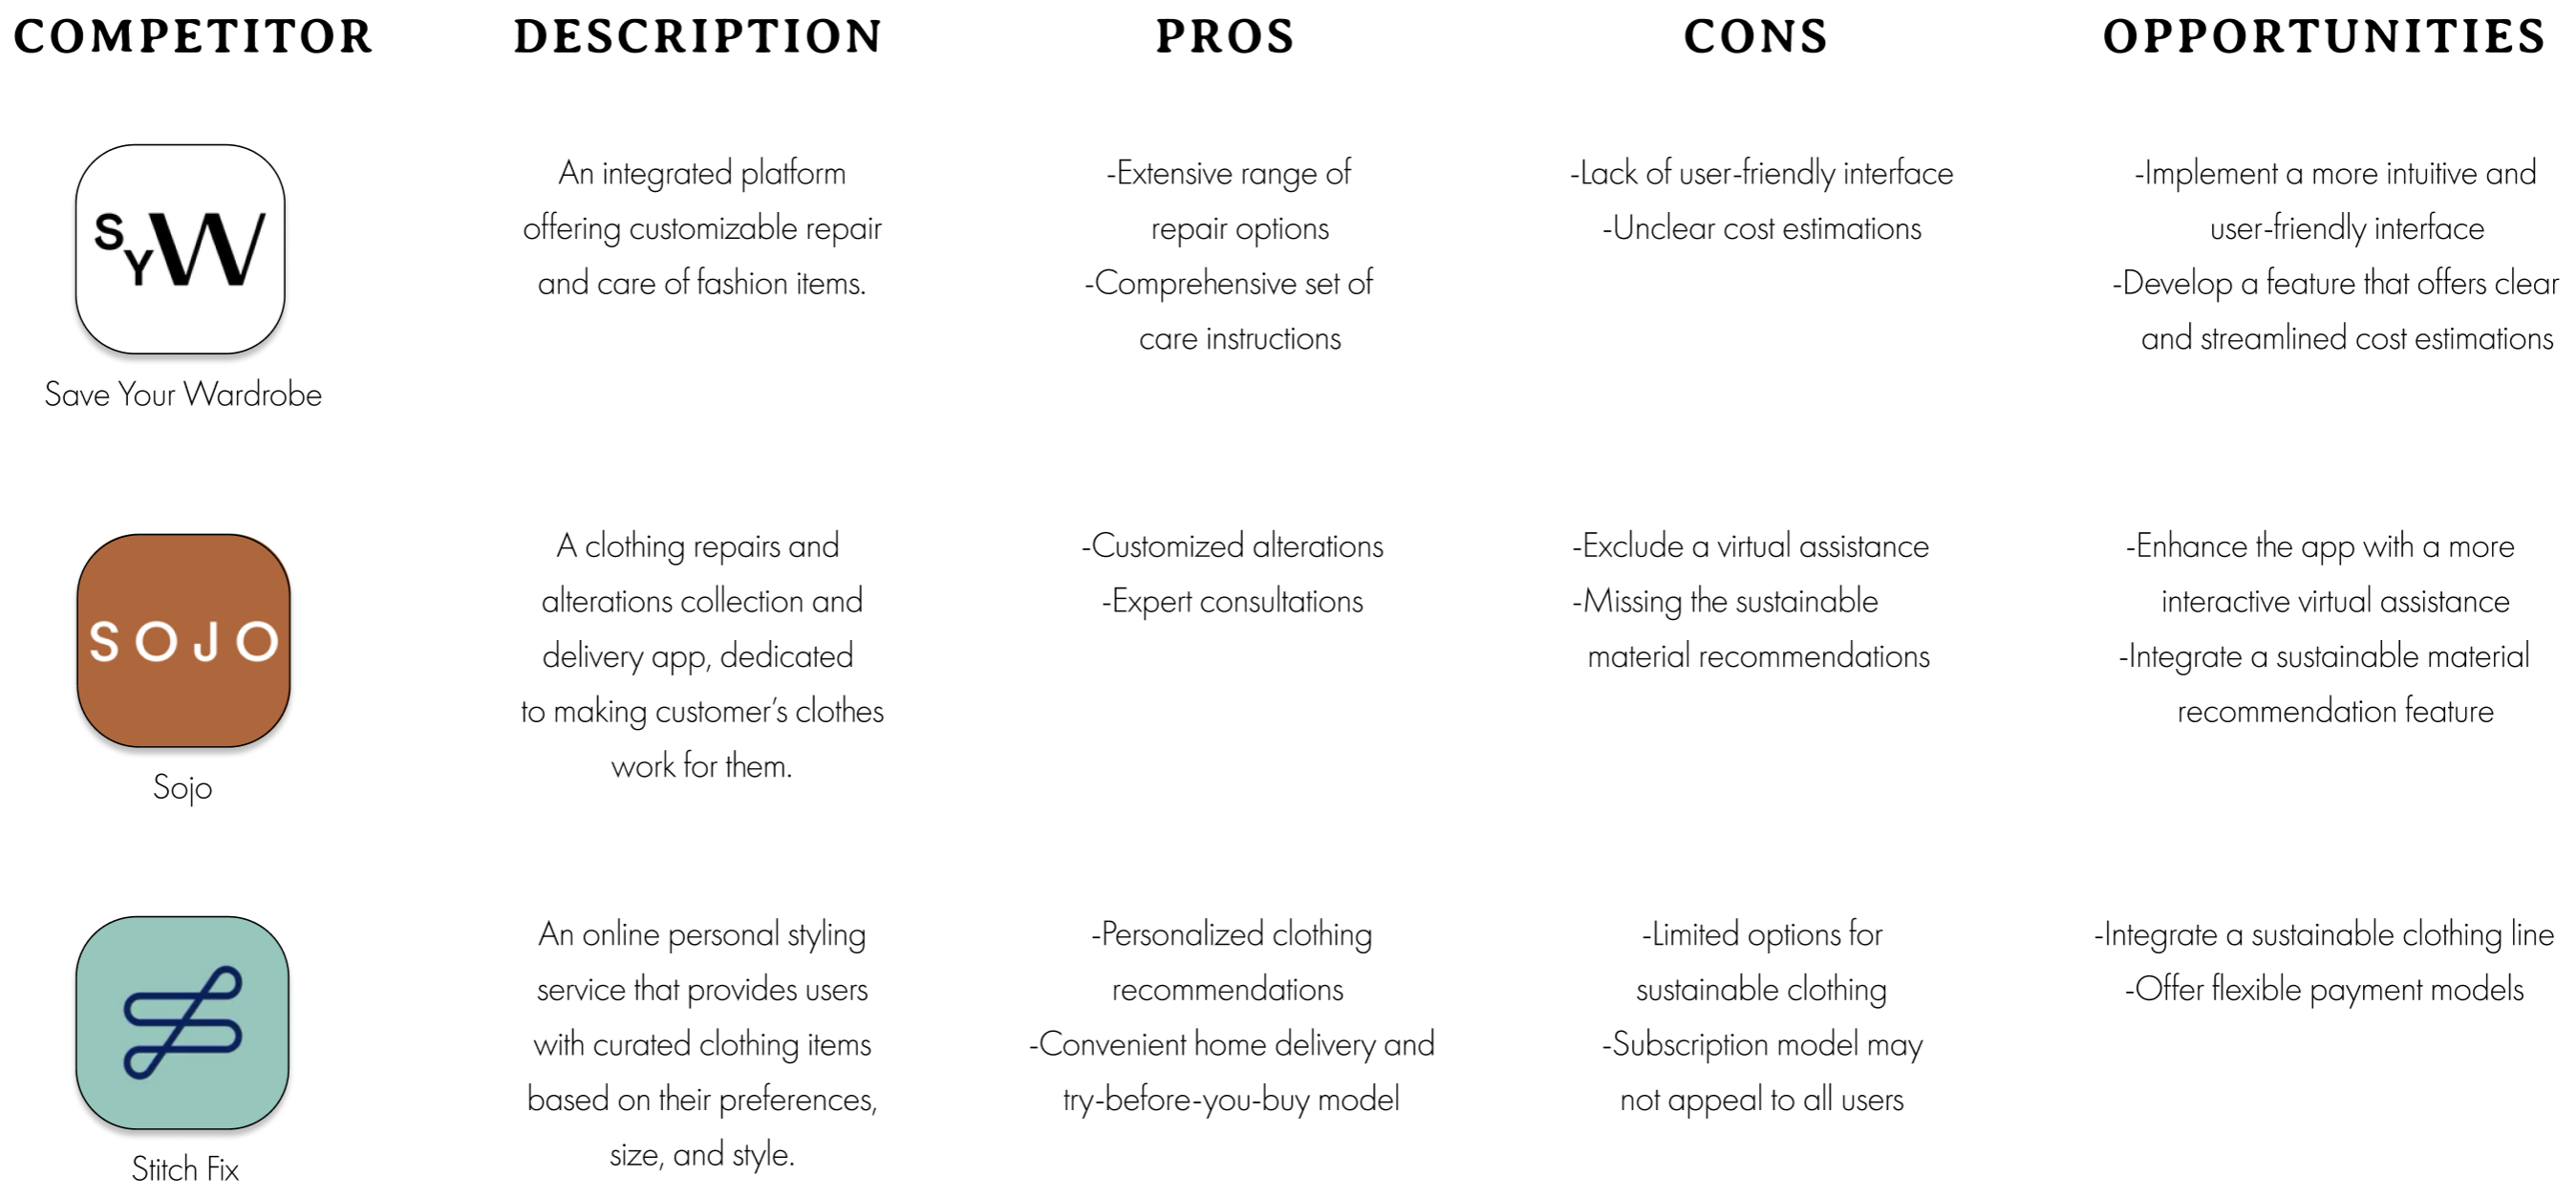 COMPETITOR
DESCRIPTION
PROS
CONS
OPPORTUNITIES
SYW
Save Your Wardrobe
An integrated platform
offering customizable repair
and care of fashion items.
-Extensive range of
repair options
-Comprehensive set of
care instructions
-Lack of user-friendly interface
-Unclear cost estimations
-Implement a more intuitive and
user-friendly interface
-Develop a feature that offers clear
and streamlined cost estimations
SOJO
Sojo
A clothing repairs and
alterations collection and
delivery app, dedicated
to making customer’s clothes
work for them.
-Customized alterations
-Expert consultations
-Exclude a virtual assistance
-Missing the sustainable
material recommendations
-Enhance the app with a more
interactive virtual assistance
-Integrate a sustainable material
recommendation feature
Stitch Fix
An online personal styling
service that provides users
with curated clothing items
based on their preferences,
size, and style.
-Personalized clothing
recommendations
-Convenient home delivery and
try-before-you-buy model
-Limited options for
sustainable clothing
-Subscription model may
not appeal to all users
-Integrate a sustainable clothing line
-Offer flexible payment models